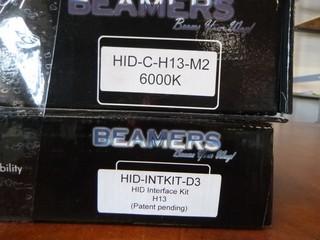 BEAMERS
Beams Your Way!
HID-C-H13-M2
6000K
BEAMERS
Beams Your Way!
bility
HID-INTKIT-D3
HID Interface Kit
H13
(Patent pending)